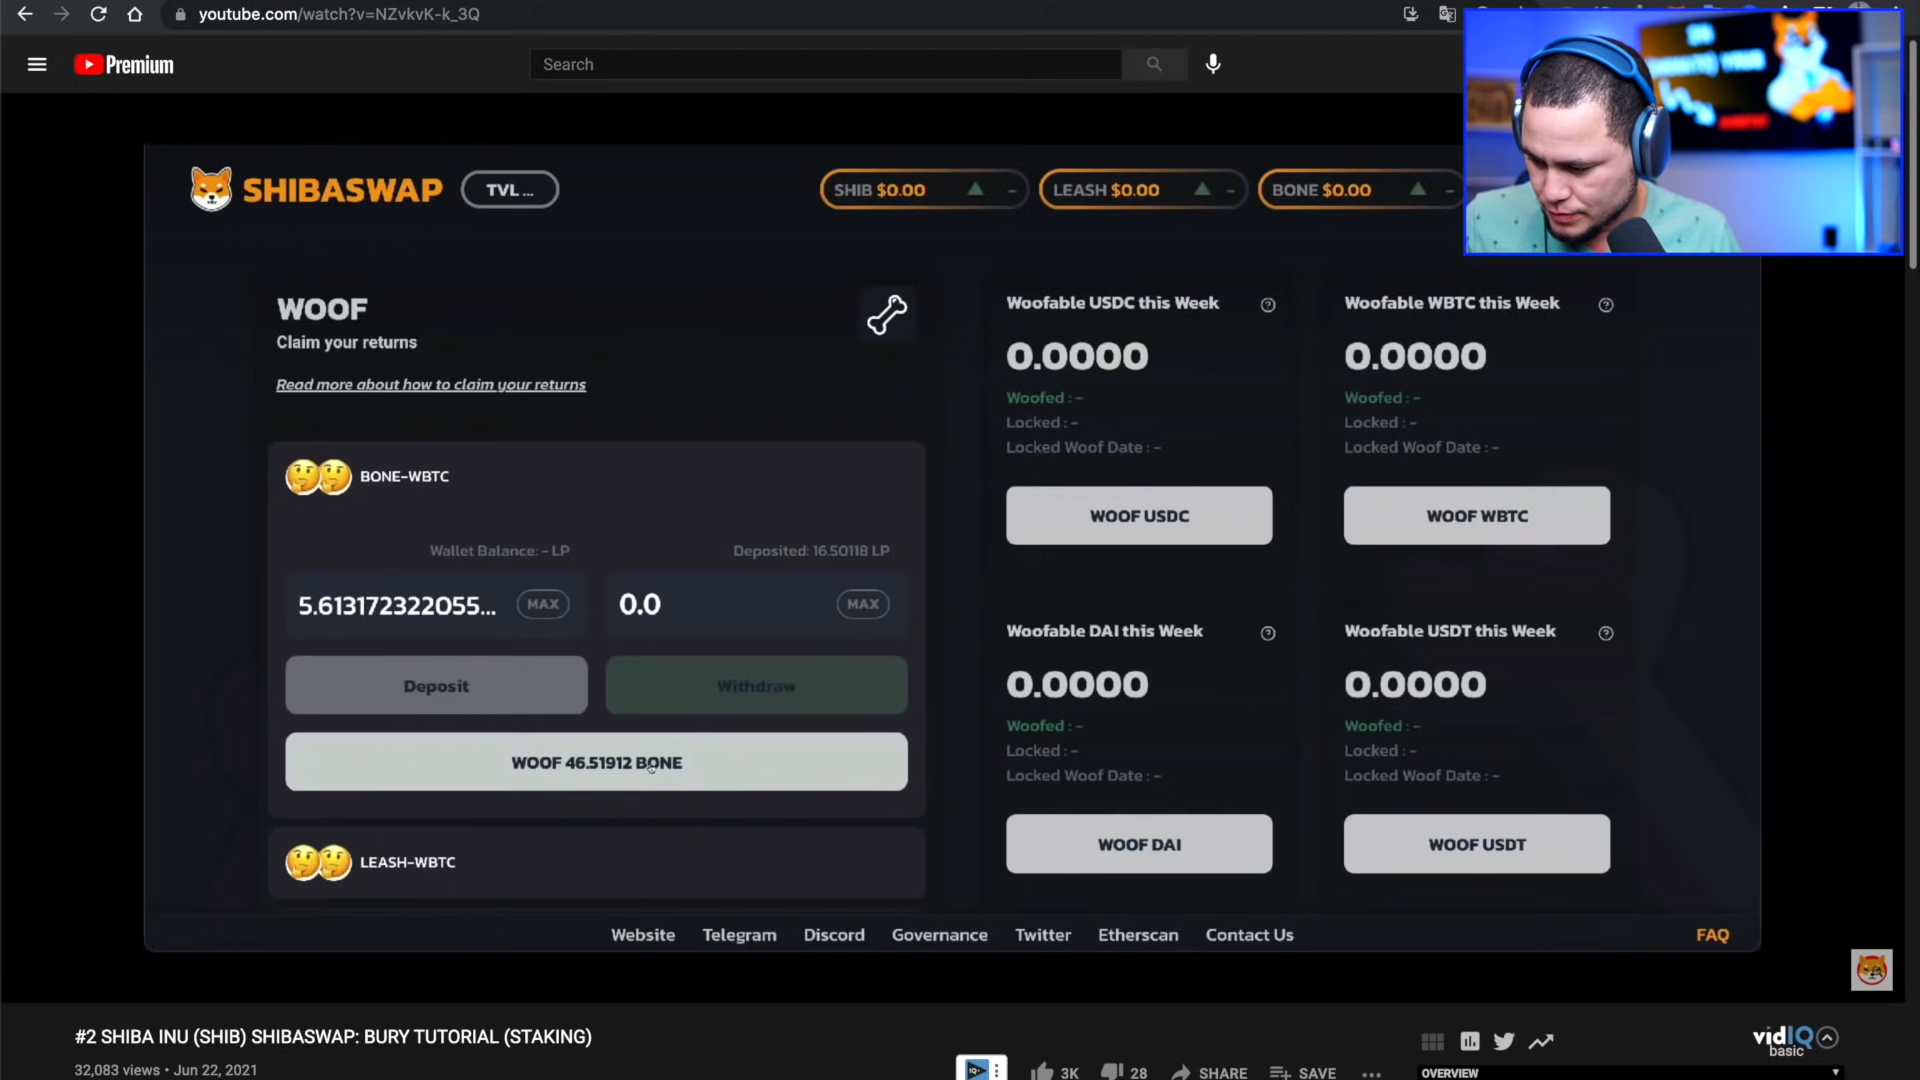 youtube.com/watch?v=NZvkvK-k_3Q
Premium
Search
SHIBASWAP
TVL ...
SHIB $0.00 -
LEASH $0.00 -
BONE $0.00 -
WOOF
Claim your returns
Read more about how to claim your returns
BONE-WBTC
Wallet Balance: - LP
Deposited: 16.50118 LP
5.613172322055...
MAX
0.0
MAX
Deposit
Withdraw
WOOF 46.51912 BONE
LEASH-WBTC
Woofable USDC this Week
0.0000
Woofed : -
Locked : -
Locked Woof Date : -
WOOF USDC
Woofable WBTC this Week
0.0000
Woofed : -
Locked : -
Locked Woof Date : -
WOOF WBTC
Woofable DAI this Week
0.0000
Woofed : -
Locked : -
Locked Woof Date : -
WOOF DAI
Woofable USDT this Week
0.0000
Woofed : -
Locked : -
Locked Woof Date : -
WOOF USDT
Website Telegram Discord Governance Twitter Etherscan Contact Us
FAQ
#2 SHIBA INU (SHIB) SHIBASWAP: BURY TUTORIAL (STAKING)
32,083 views • Jun 22, 2021
3K
28
SHARE
SAVE
vidIQ
basic
OVERVIEW